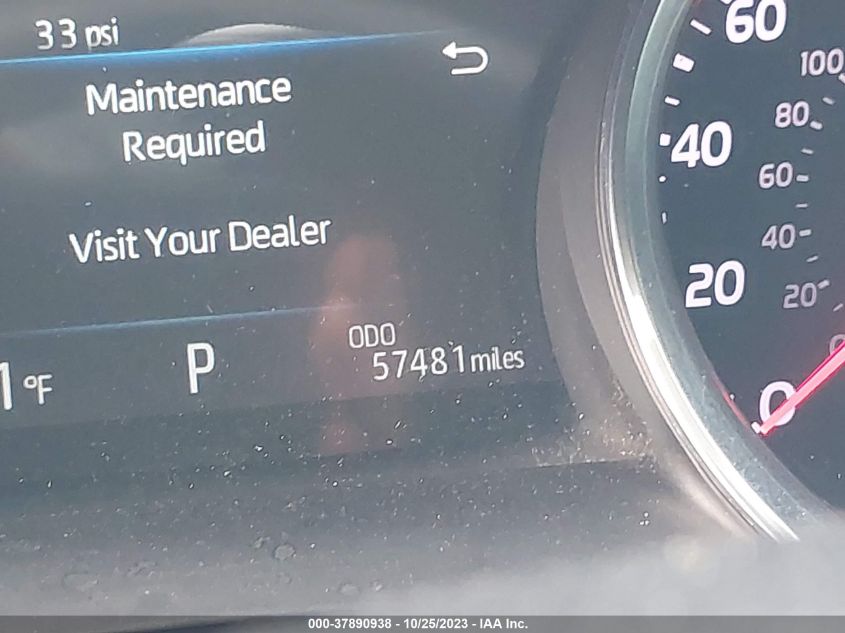 33 psi
Maintenance
Required
Visit Your Dealer
°F
P
ODO
57481 miles
60
40
20
0
100
80
60
40
20
000-37890938 - 10/25/2023 - IAA Inc.